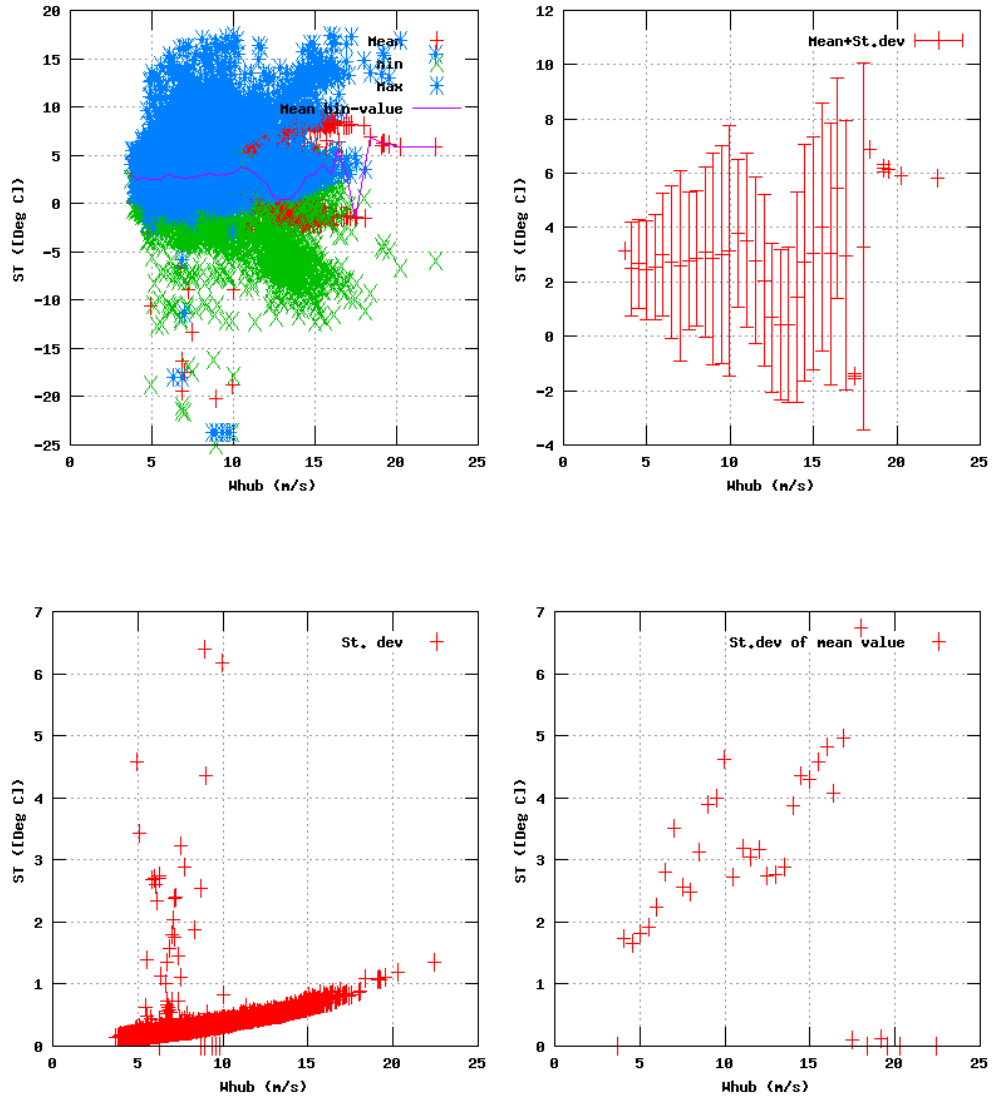 20
15
10
5
0
-5
-10
-15
-20
-25
ST ([Deg C])
Mean
min
Max
Mean bin-value
0 5 10 15 20 25
Whub (m/s)
12
10
8
6
4
2
0
-2
-4
ST ([Deg C])
Mean+St.dev
0 5 10 15 20 25
Whub (m/s)
7
6
5
4
3
2
1
0
ST ([Deg C])
St. dev
0 5 10 15 20 25
Whub (m/s)
7
6
5
4
3
2
1
0
ST ([Deg C])
St.dev of mean value
0 5 10 15 20 25
Whub (m/s)